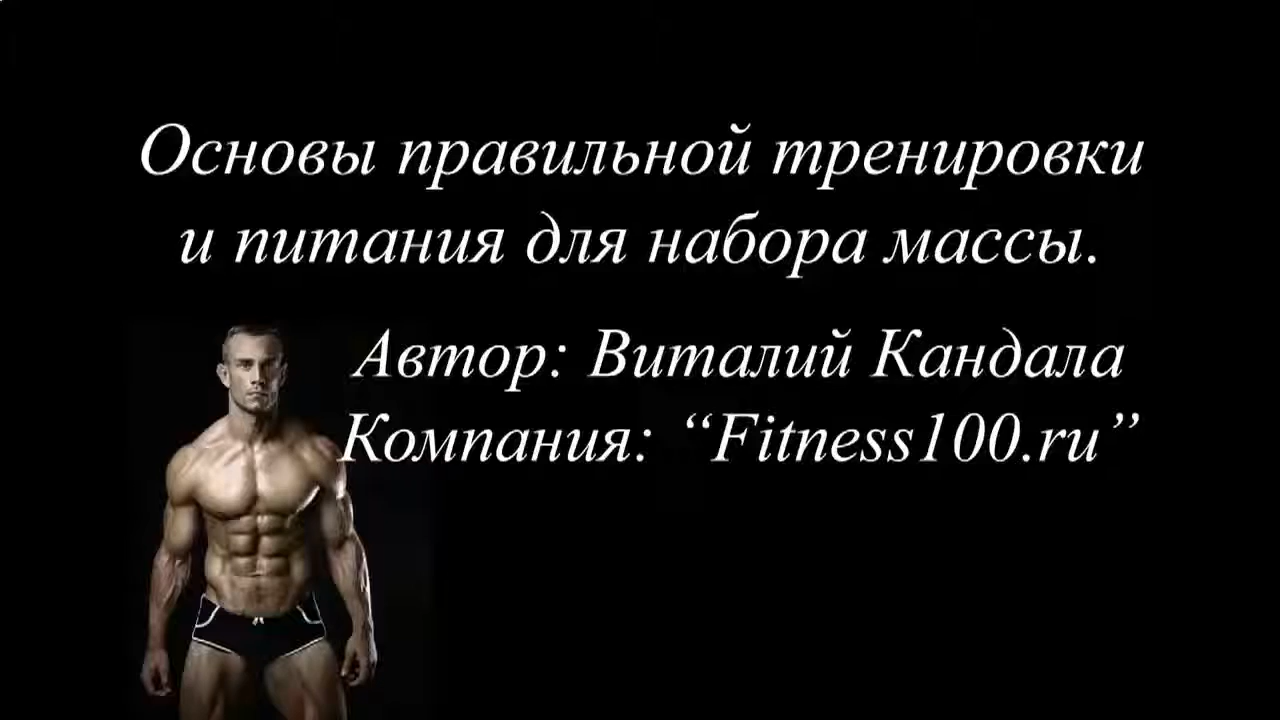 Основы правильной тренировки
и питания для набора массы.
Автор: Виталий Кандала
Компания: “Fitness100.ru”